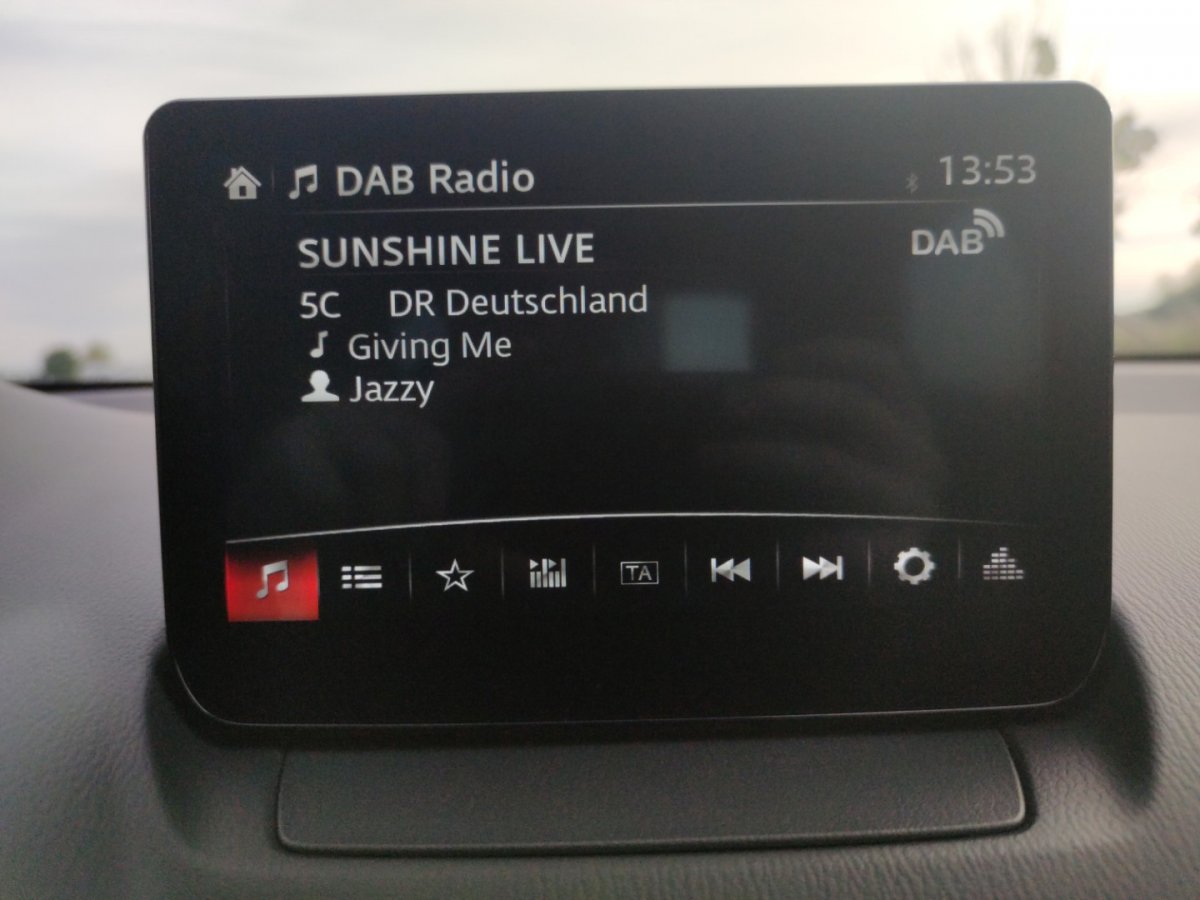 DAB Radio 13:53
SUNSHINE LIVE DAB
5C DR Deutschland
Giving Me
Jazzy
TA